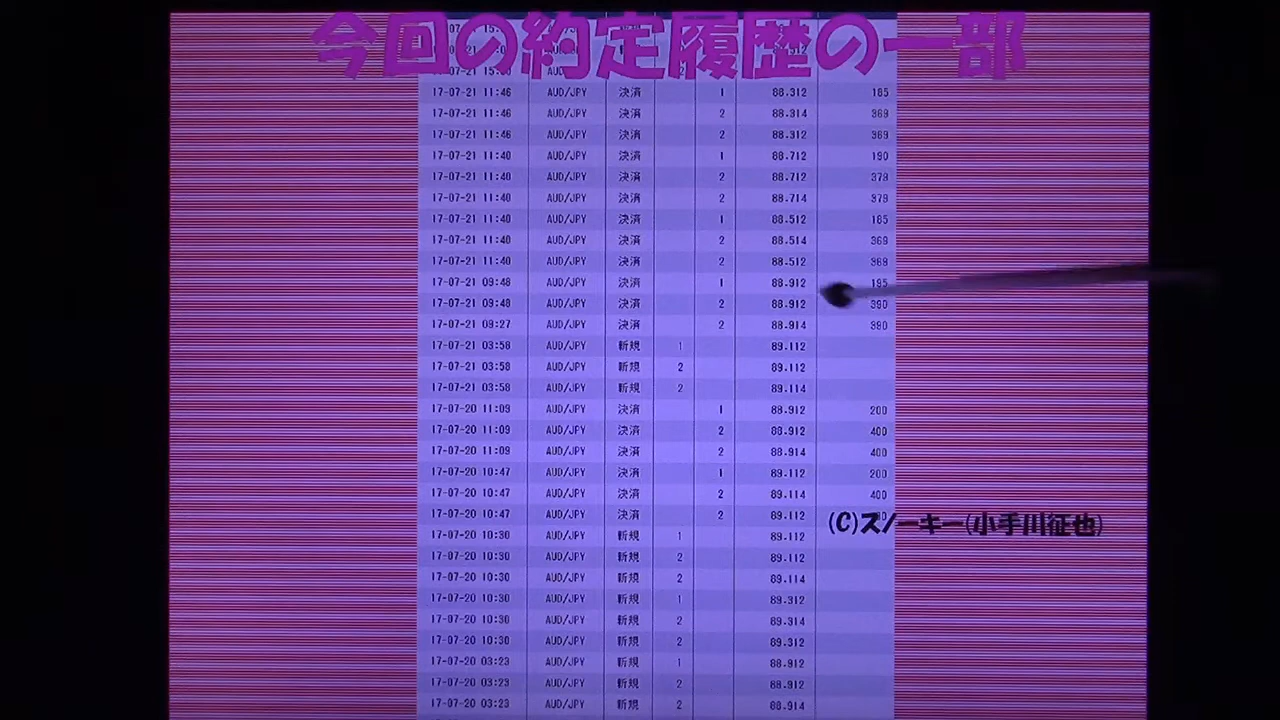 今回の約定履歴の一部
17-07-21 11:46 AUD/JPY 決済 1 88.312 185
17-07-21 11:46 AUD/JPY 決済 2 88.314 369
17-07-21 11:46 AUD/JPY 決済 2 88.312 369
17-07-21 11:40 AUD/JPY 決済 1 88.712 190
17-07-21 11:40 AUD/JPY 決済 2 88.712 379
17-07-21 11:40 AUD/JPY 決済 2 88.714 379
17-07-21 11:40 AUD/JPY 決済 1 88.512 185
17-07-21 11:40 AUD/JPY 決済 2 88.514 369
17-07-21 11:40 AUD/JPY 決済 2 88.512 369
17-07-21 09:48 AUD/JPY 決済 1 88.912 195
17-07-21 09:48 AUD/JPY 決済 2 88.912 390
17-07-21 09:27 AUD/JPY 決済 2 88.914 390
17-07-21 03:58 AUD/JPY 新規 1 89.112
17-07-21 03:58 AUD/JPY 新規 2 89.112
17-07-21 03:58 AUD/JPY 新規 2 89.114
17-07-20 11:09 AUD/JPY 決済 1 88.912 200
17-07-20 11:09 AUD/JPY 決済 2 88.912 400
17-07-20 11:09 AUD/JPY 決済 2 88.914 400
17-07-20 10:47 AUD/JPY 決済 1 89.112 200
17-07-20 10:47 AUD/JPY 決済 2 89.114 400
17-07-20 10:47 AUD/JPY 決済 2 89.112
(C)スノーキー(小手川征也)
17-07-20 10:30 AUD/JPY 新規 1 89.112
17-07-20 10:30 AUD/JPY 新規 2 89.112
17-07-20 10:30 AUD/JPY 新規 2 89.114
17-07-20 10:30 AUD/JPY 新規 1 89.312
17-07-20 10:30 AUD/JPY 新規 2 89.314
17-07-20 10:30 AUD/JPY 新規 2 89.312
17-07-20 03:23 AUD/JPY 新規 1 88.912
17-07-20 03:23 AUD/JPY 新規 2 88.912
17-07-20 03:23 AUD/JPY 新規 2 88.914